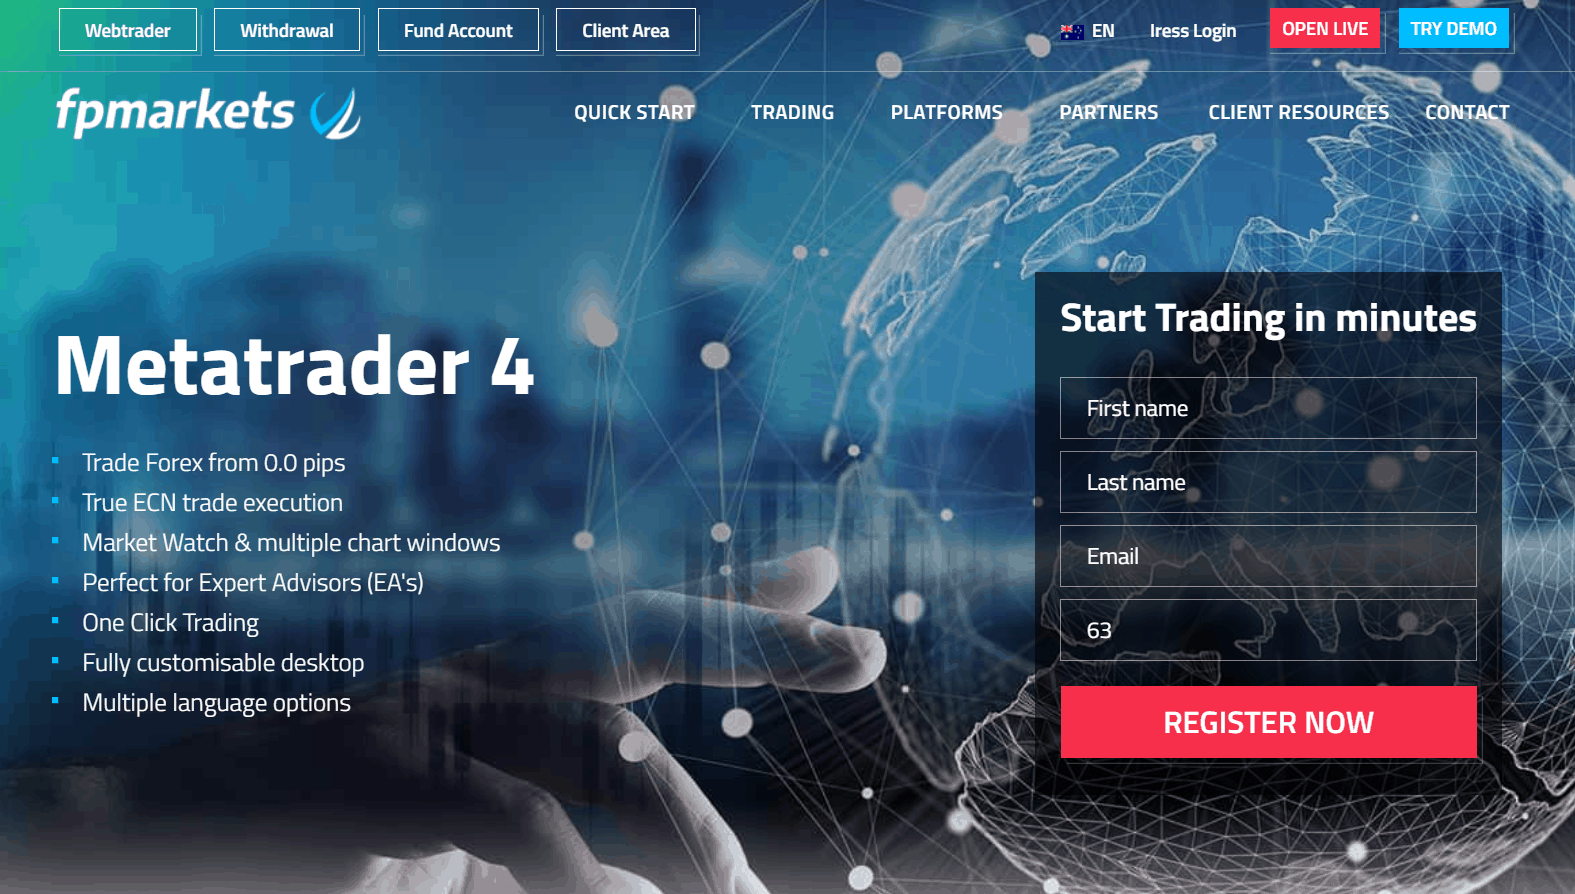 Webtrader
Withdrawal
Fund Account
Client Area
EN
Iress Login
OPEN LIVE
TRY DEMO
fpmarkets
QUICK START
TRADING
PLATFORMS
PARTNERS
CLIENT RESOURCES
CONTACT
Metatrader 4
Trade Forex from 0.0 pips
True ECN trade execution
Market Watch & multiple chart windows
Perfect for Expert Advisors (EA's)
One Click Trading
Fully customisable desktop
Multiple language options
Start Trading in minutes
First name
Last name
Email
63
REGISTER NOW